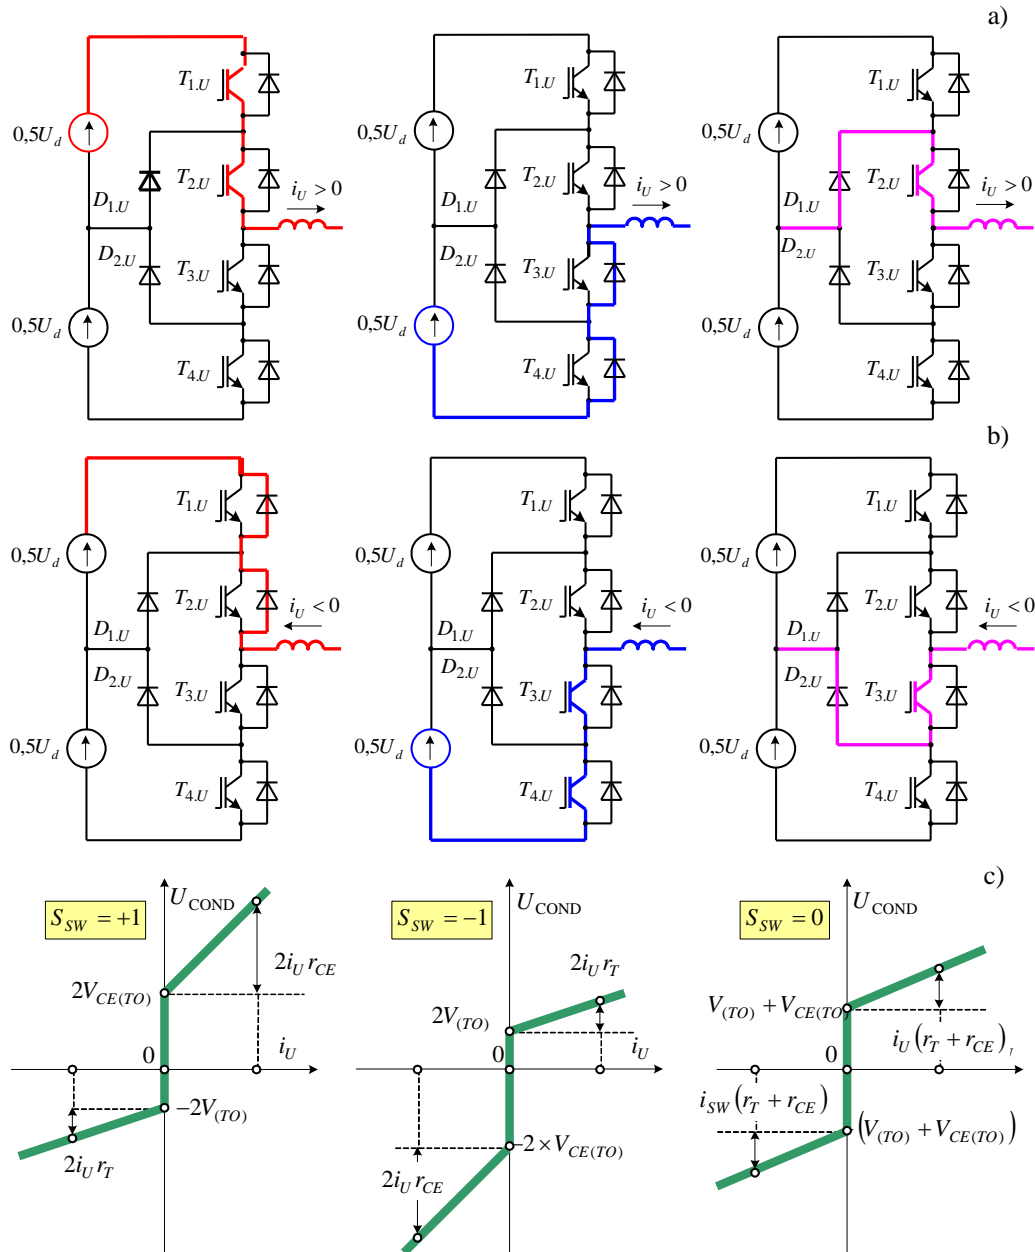 a)
T1.U
T2.U
T3.U
T4.U
0,5Ud
0,5Ud
D1.U
D2.U
iU > 0
T1.U
T2.U
T3.U
T4.U
0,5Ud
0,5Ud
D1.U
D2.U
iU > 0
T1.U
T2.U
T3.U
T4.U
0,5Ud
0,5Ud
D1.U
D2.U
iU > 0
b)
T1.U
T2.U
T3.U
T4.U
0,5Ud
0,5Ud
D1.U
D2.U
iU < 0
T1.U
T2.U
T3.U
T4.U
0,5Ud
0,5Ud
D1.U
D2.U
iU < 0
T1.U
T2.U
T3.U
T4.U
0,5Ud
0,5Ud
D1.U
D2.U
iU < 0
c)
SSW = +1
UCOND
2iU rCE
2VCE(TO)
0
iU
−2V(TO)
2iU rT
SSW = −1
UCOND
2iU rT
2V(TO)
0
iU
−2 × VCE(TO)
2iU rCE
SSW = 0
UCOND
V(TO) + VCE(TO)
iU (rT + rCE)
0
iSW (rT + rCE)
(V(TO) + VCE(TO))